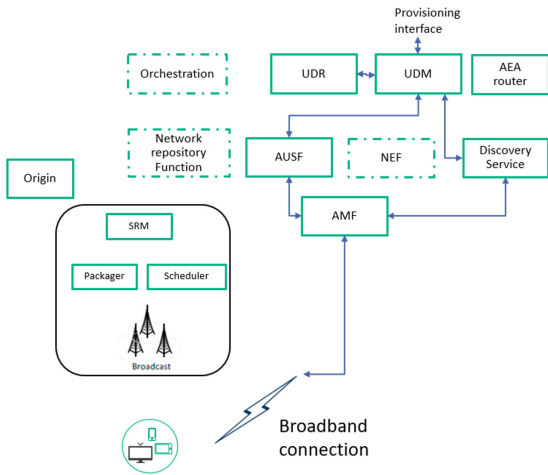 Provisioning
interface
Orchestration
UDR
UDM
AEA
router
Network
repository
Function
AUSF
NEF
Discovery
Service
Origin
AMF
SRM
Packager
Scheduler
Broadcast
Broadband
connection